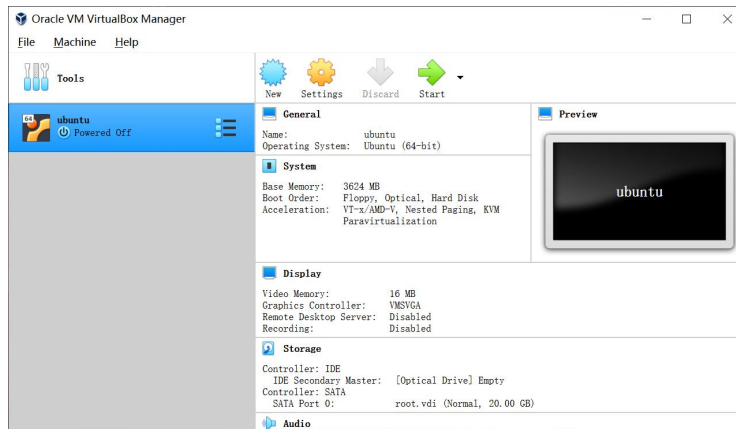 Oracle VM VirtualBox Manager
File Machine Help
Tools
New Settings Discard Start
64
ubuntu
Powered Off
General
Name: ubuntu
Operating System: Ubuntu (64-bit)
System
Base Memory: 3624 MB
Boot Order: Floppy, Optical, Hard Disk
Acceleration: VT-x/AMD-V, Nested Paging, KVM
Paravirtualization
Preview
ubuntu
Display
Video Memory: 16 MB
Graphics Controller: VMSVGA
Remote Desktop Server: Disabled
Recording: Disabled
Storage
Controller: IDE
IDE Secondary Master: [Optical Drive] Empty
Controller: SATA
SATA Port 0: root.vdi (Normal, 20.00 GB)
Audio